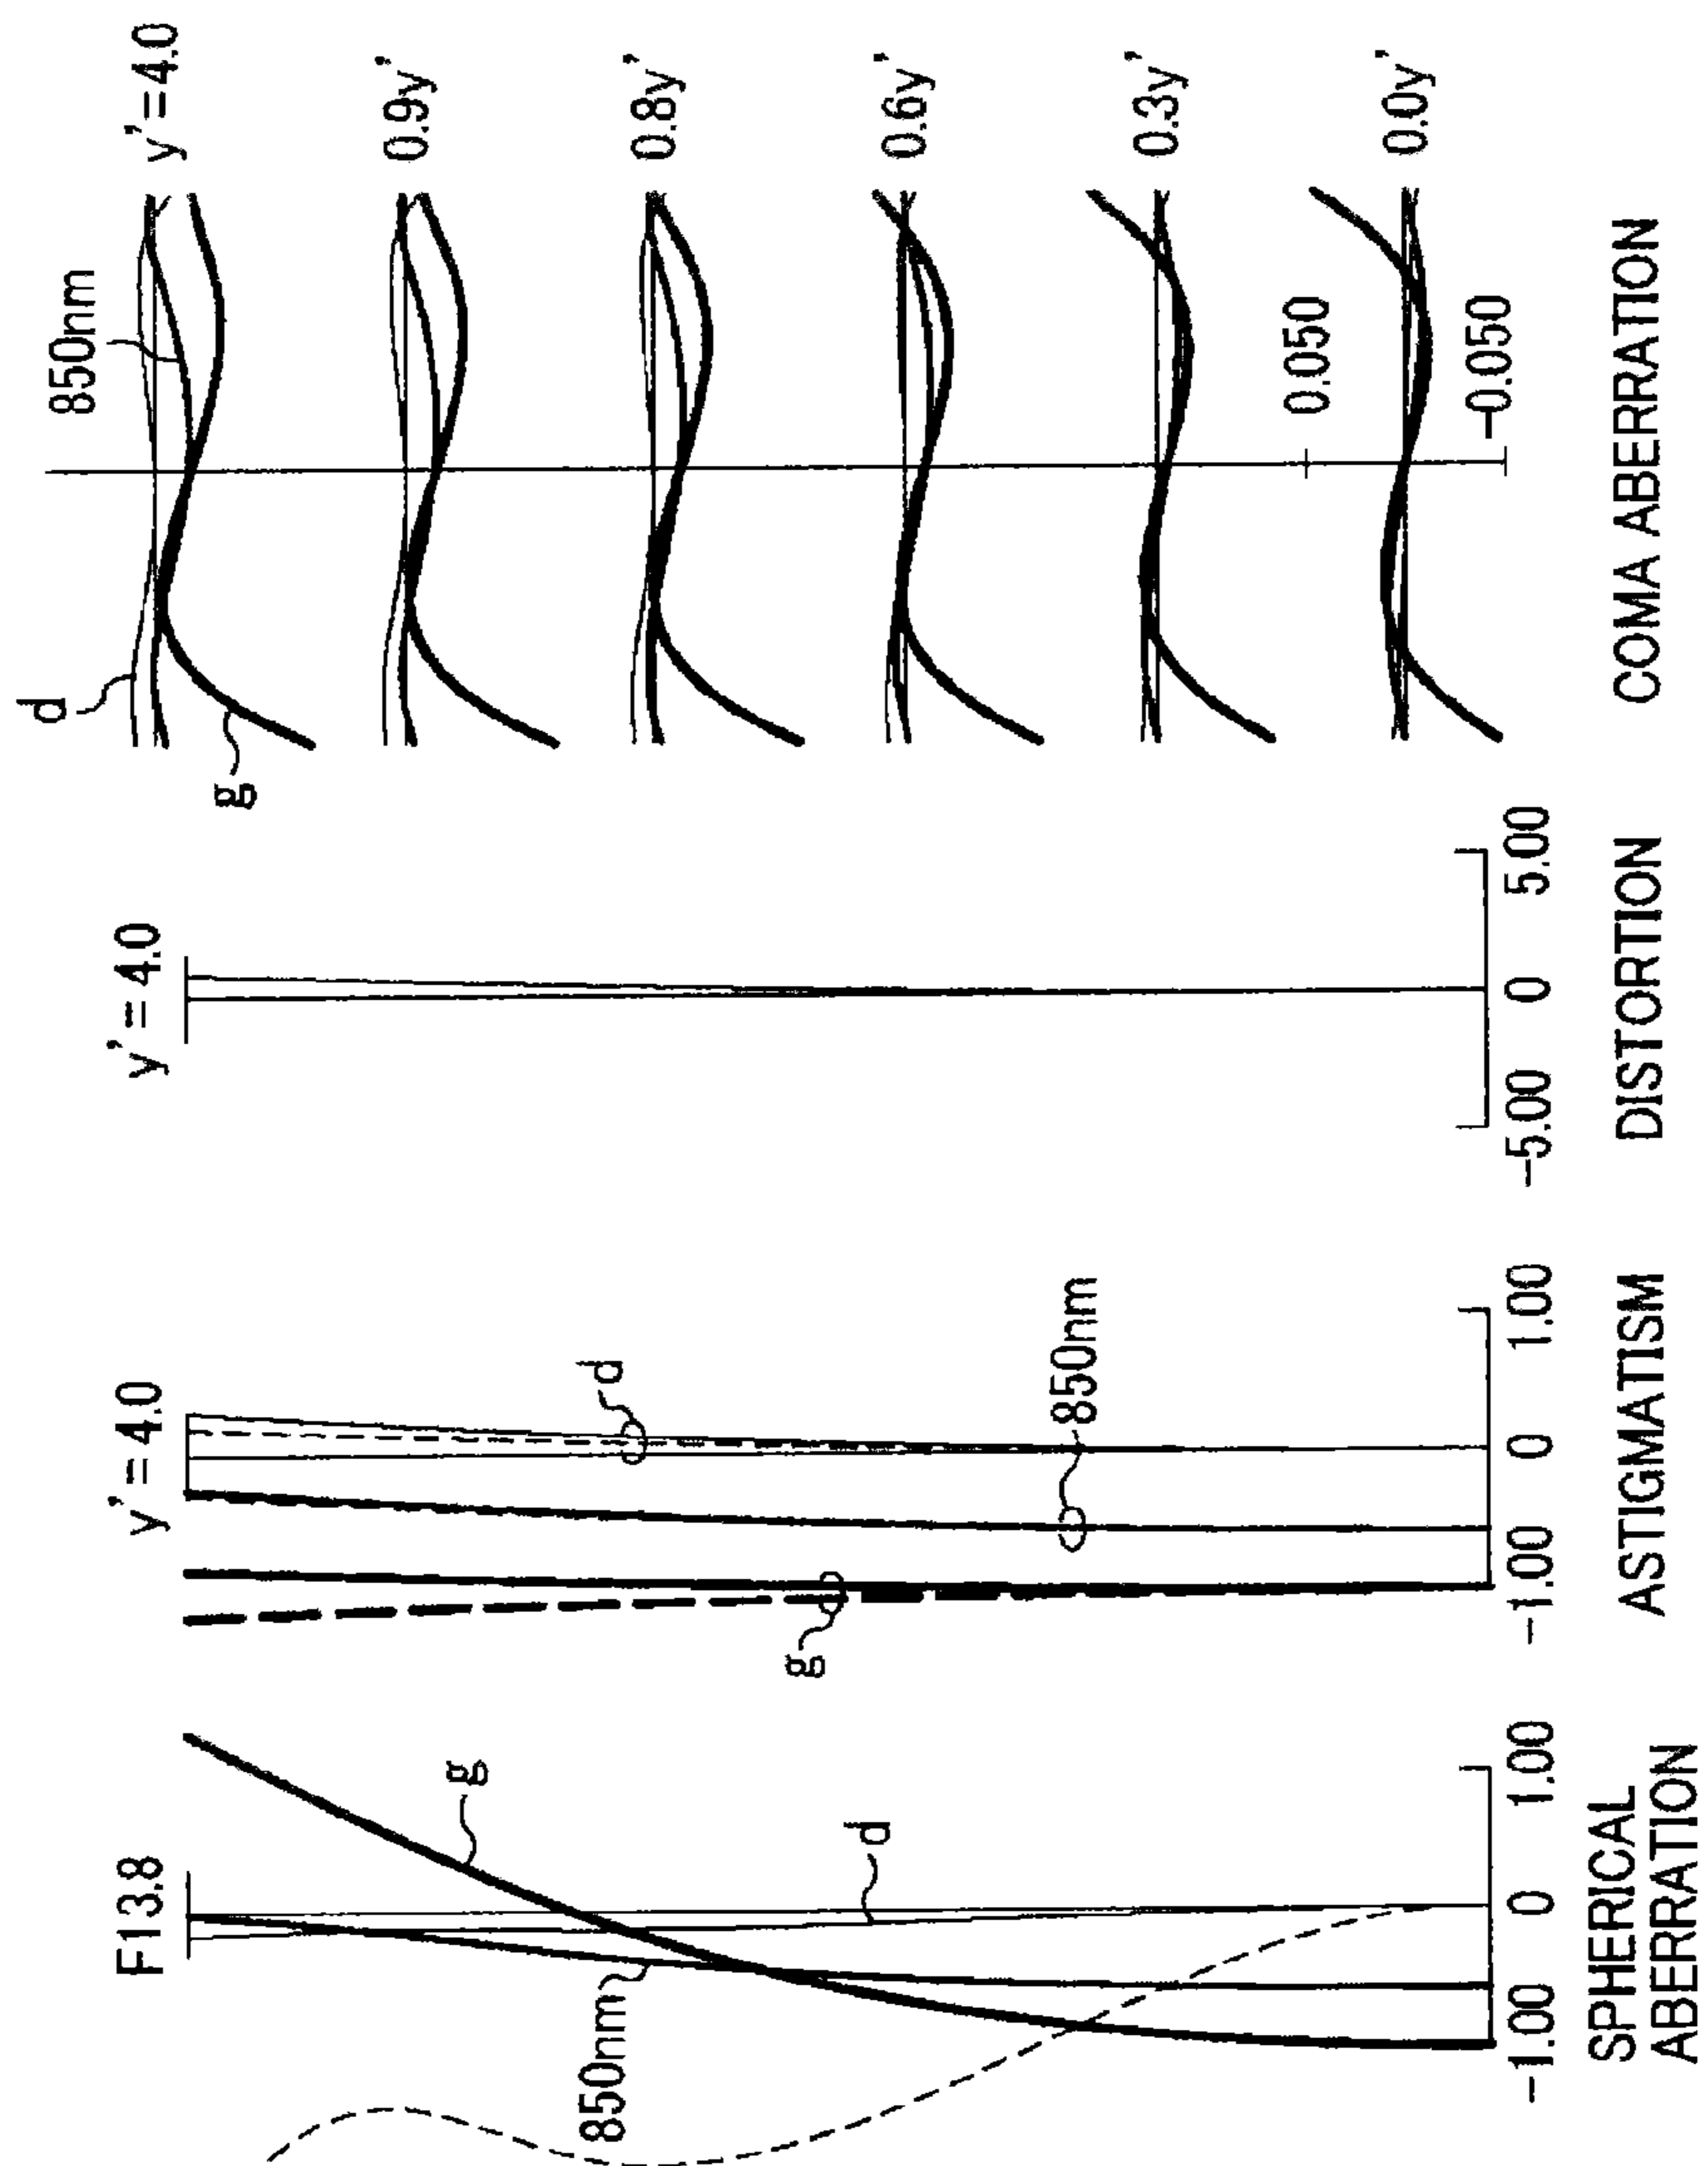 F13.8
g
d
850nm
-1.00
0
1.00
SPHERICAL
ABERRATION
y'=4.0
d
850nm
g
-1.00
0
1.00
ASTIGMATISM
y'=4.0
-5.00
0
5.00
DISTORTION
d
850nm
g
y'=4.0
0.9y'
0.8y'
0.6y'
0.3y'
0.0y'
0.050
-0.050
COMA ABERRATION